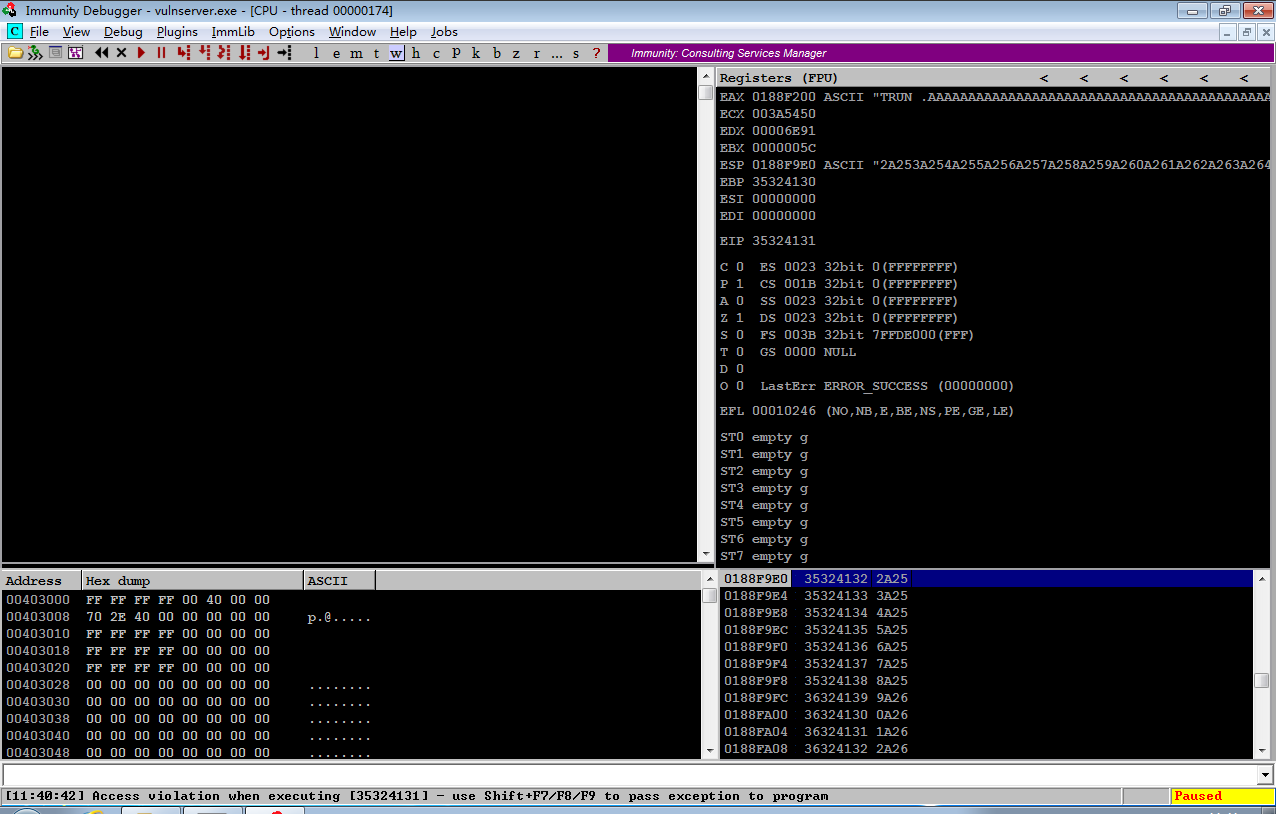 Immunity Debugger - vulnserver.exe - [CPU - thread 00000174]
C File View Debug Plugins ImmLib Options Window Help Jobs
l e m t w h c P k b z r ... s ? Immunity: Consulting Services Manager
Registers (FPU) < < < < < <
EAX 0188F200 ASCII "TRUN .AAAAAAAAAAAAAAAAAAAAAAAAAAAAAAAAAAAAAAAAAAA
ECX 003A5450
EDX 00006E91
EBX 0000005C
ESP 0188F9E0 ASCII "2A253A254A255A256A257A258A259A260A261A262A263A264
EBP 35324130
ESI 00000000
EDI 00000000
EIP 35324131
C 0 ES 0023 32bit 0(FFFFFFFF)
P 1 CS 001B 32bit 0(FFFFFFFF)
A 0 SS 0023 32bit 0(FFFFFFFF)
Z 1 DS 0023 32bit 0(FFFFFFFF)
S 0 FS 003B 32bit 7FFDE000(FFF)
T 0 GS 0000 NULL
D 0
O 0 LastErr ERROR_SUCCESS (00000000)
EFL 00010246 (NO,NB,E,BE,NS,PE,GE,LE)
ST0 empty g
ST1 empty g
ST2 empty g
ST3 empty g
ST4 empty g
ST5 empty g
ST6 empty g
ST7 empty g
Address Hex dump ASCII
00403000 FF FF FF FF 00 40 00 00
00403008 70 2E 40 00 00 00 00 00 p.@.....
00403010 FF FF FF FF 00 00 00 00
00403018 FF FF FF FF 00 00 00 00
00403020 FF FF FF FF 00 00 00 00
00403028 00 00 00 00 00 00 00 00 ........
00403030 00 00 00 00 00 00 00 00 ........
00403038 00 00 00 00 00 00 00 00 ........
00403040 00 00 00 00 00 00 00 00 ........
00403048 00 00 00 00 00 00 00 00 ........
0188F9E0 35324132 2A25
0188F9E4 35324133 3A25
0188F9E8 35324134 4A25
0188F9EC 35324135 5A25
0188F9F0 35324136 6A25
0188F9F4 35324137 7A25
0188F9F8 35324138 8A25
0188F9FC 36324139 9A26
0188FA00 36324130 0A26
0188FA04 36324131 1A26
0188FA08 36324132 2A26
[11:40:42] Access violation when executing [35324131] - use Shift+F7/F8/F9 to pass exception to program
Paused